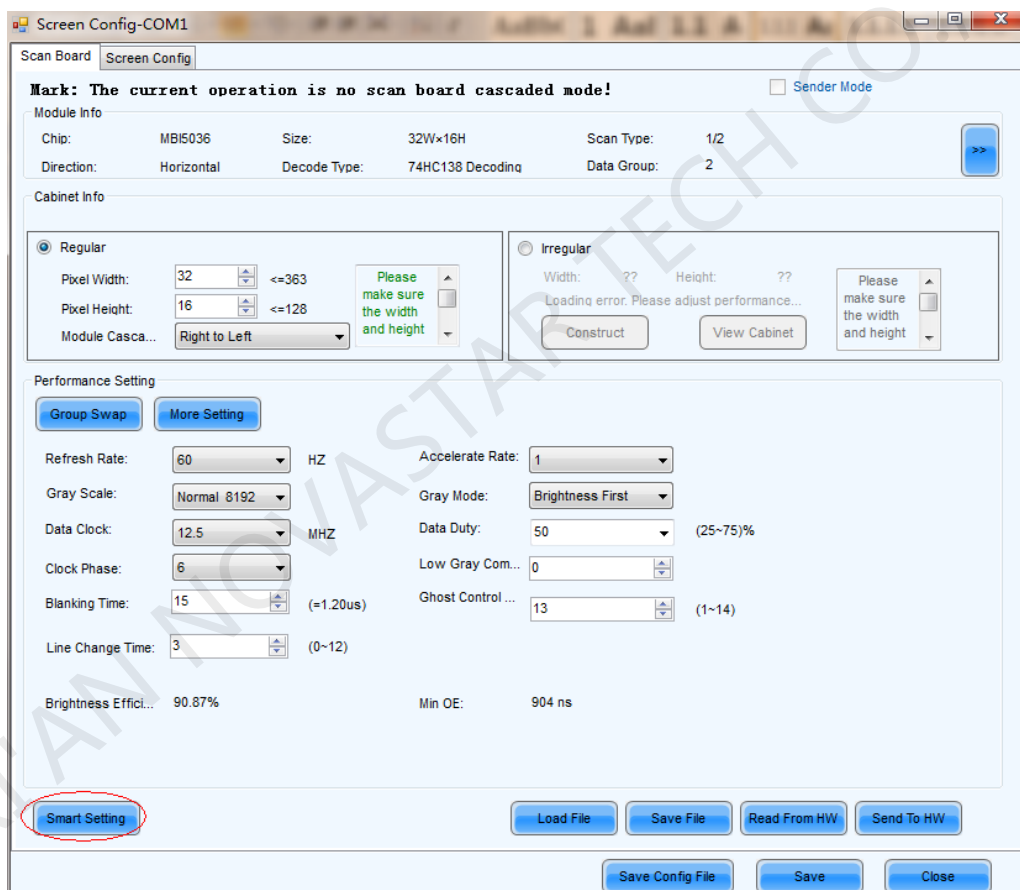 Screen Config-COM1
Scan Board Screen Config
Mark: The current operation is no scan board cascaded mode! Sender Mode
Module Info
Chip: MBI5036 Size: 32W×16H Scan Type: 1/2
Direction: Horizontal Decode Type: 74HC138 Decoding Data Group: 2
>>
Cabinet Info
Regular
Pixel Width: 32 <=363
Pixel Height: 16 <=128
Module Casca... Right to Left
Please
make sure
the width
and height
Irregular
Width: ?? Height: ??
Loading error. Please adjust performance...
Construct View Cabinet
Please
make sure
the width
and height
Performance Setting
Group Swap More Setting
Refresh Rate: 60 HZ Accelerate Rate: 1
Gray Scale: Normal 8192 Gray Mode: Brightness First
Data Clock: 12.5 MHZ Data Duty: 50 (25~75)%
Clock Phase: 6 Low Gray Com... 0
Blanking Time: 15 (=1.20us) Ghost Control ... 13 (1~14)
Line Change Time: 3 (0~12)
Brightness Effici... 90.87% Min OE: 904 ns
Smart Setting Load File Save File Read From HW Send To HW
Save Config File Save Close